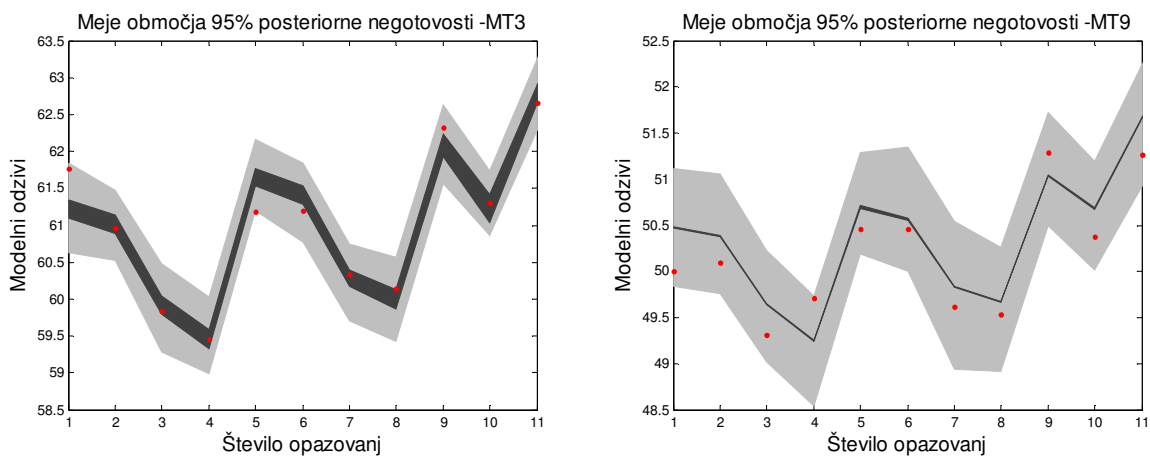 Meje območja 95% posteriorne negotovosti -MT3
63.5
63
62.5
62
61.5
61
60.5
60
59.5
59
58.5
Modelni odzivi
1 2 3 4 5 6 7 8 9 10 11
Število opazovanj
Meje območja 95% posteriorne negotovosti -MT9
52.5
52
51.5
51
50.5
50
49.5
49
48.5
Modelni odzivi
1 2 3 4 5 6 7 8 9 10 11
Število opazovanj